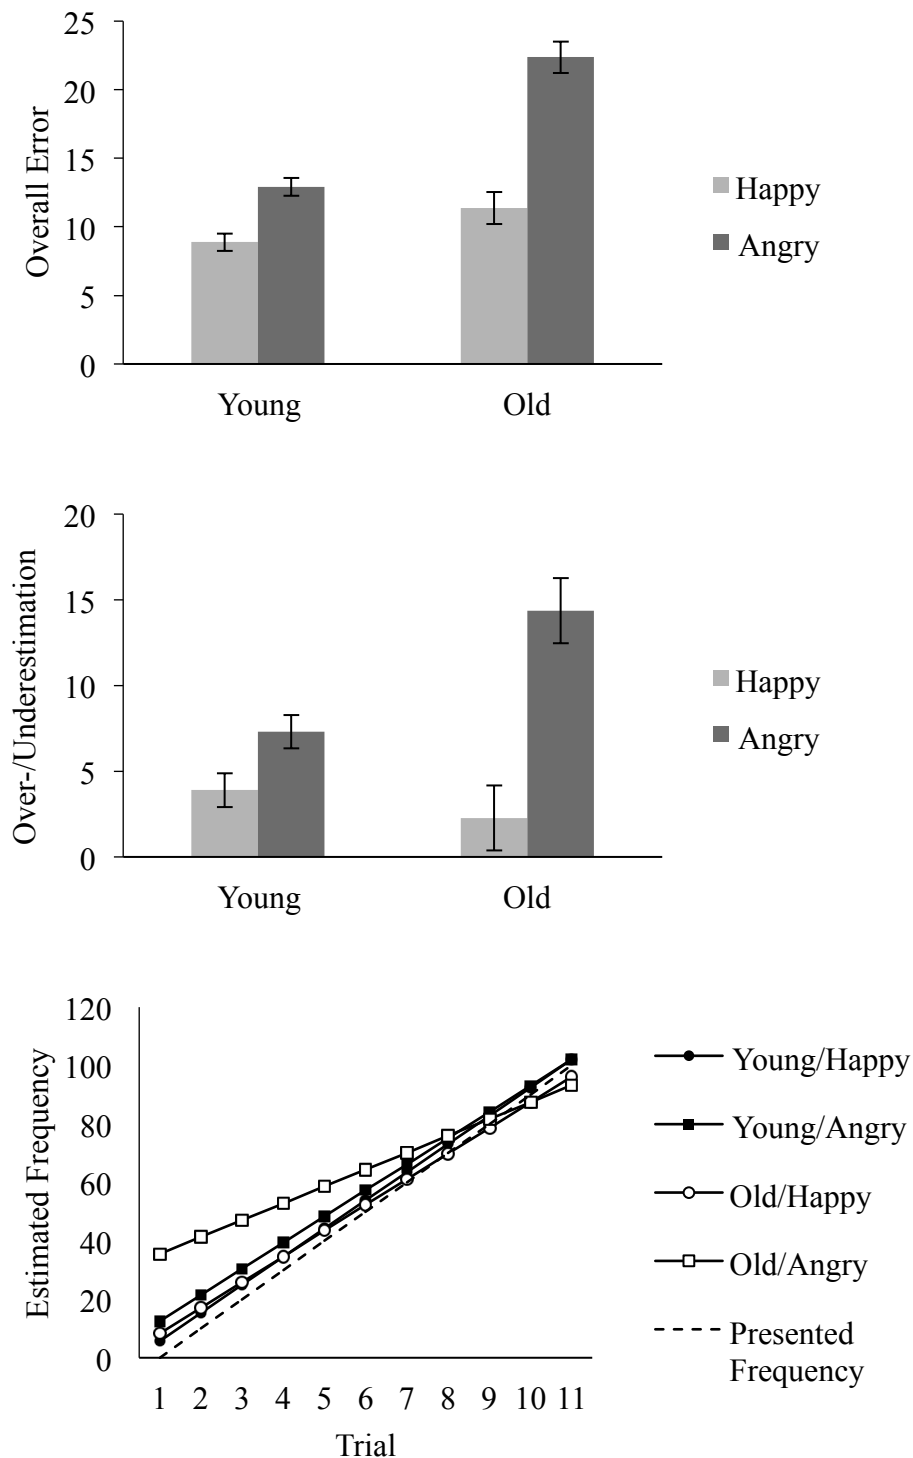 25
20
15
10
5
0
Overall Error
Young
Old
Happy
Angry
20
15
10
5
0
Over-/Underestimation
Young
Old
Happy
Angry
120
100
80
60
40
20
0
Estimated Frequency
1 2 3 4 5 6 7 8 9 10 11
Trial
Young/Happy
Young/Angry
Old/Happy
Old/Angry
Presented
Frequency